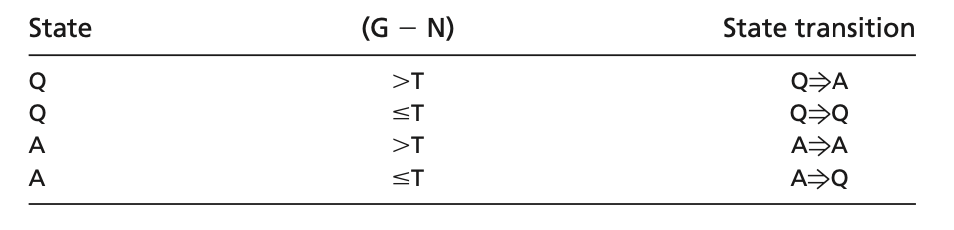 State (G − N) State transition
Q >T Q⇒A
Q ≤T Q⇒Q
A >T A⇒A
A ≤T A⇒Q